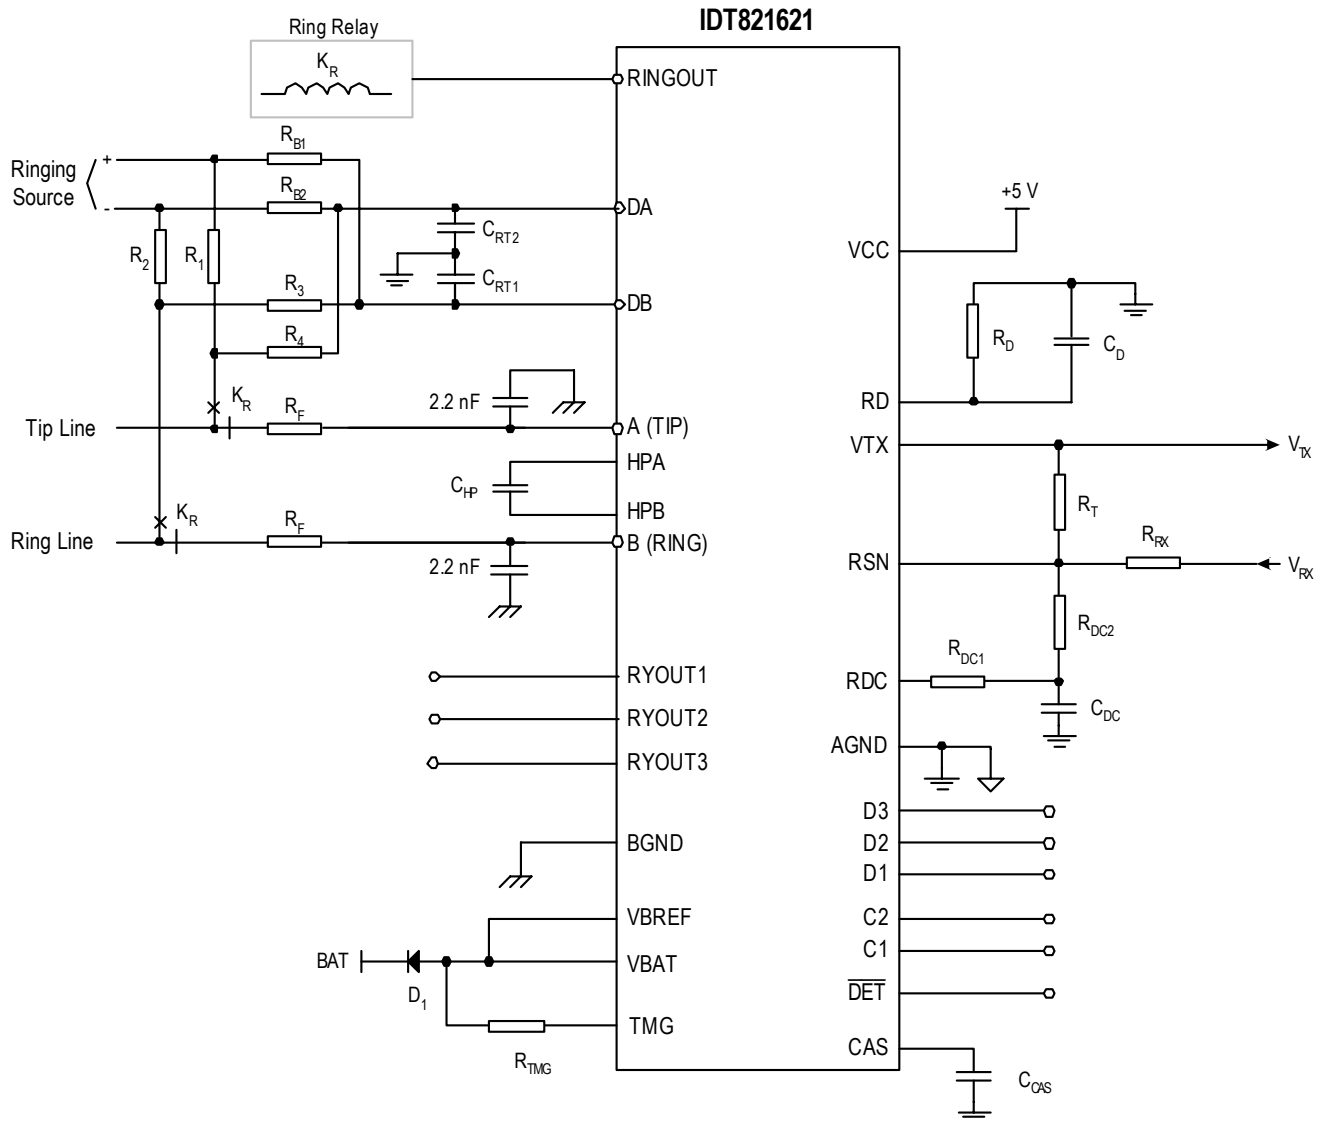 IDT821621
Ring Relay
K_R
RINGOUT
R_B1
Ringing
Source
+
-
R_B2
DA
R_2
R_1
C_RT2
C_RT1
R_3
DB
R_4
K_R
R_F
2.2 nF
Tip Line
A (TIP)
HPA
C_HP
HPB
K_R
R_F
Ring Line
B (RING)
2.2 nF
RYOUT1
RYOUT2
RYOUT3
BGND
VBREF
BAT
VBAT
D_1
TMG
R_TMG
+5 V
VCC
R_D
C_D
RD
VTX
V_TX
R_T
R_RX
RSN
V_RX
R_DC2
R_DC1
RDC
C_DC
AGND
D3
D2
D1
C2
C1
DET
CAS
C_CAS